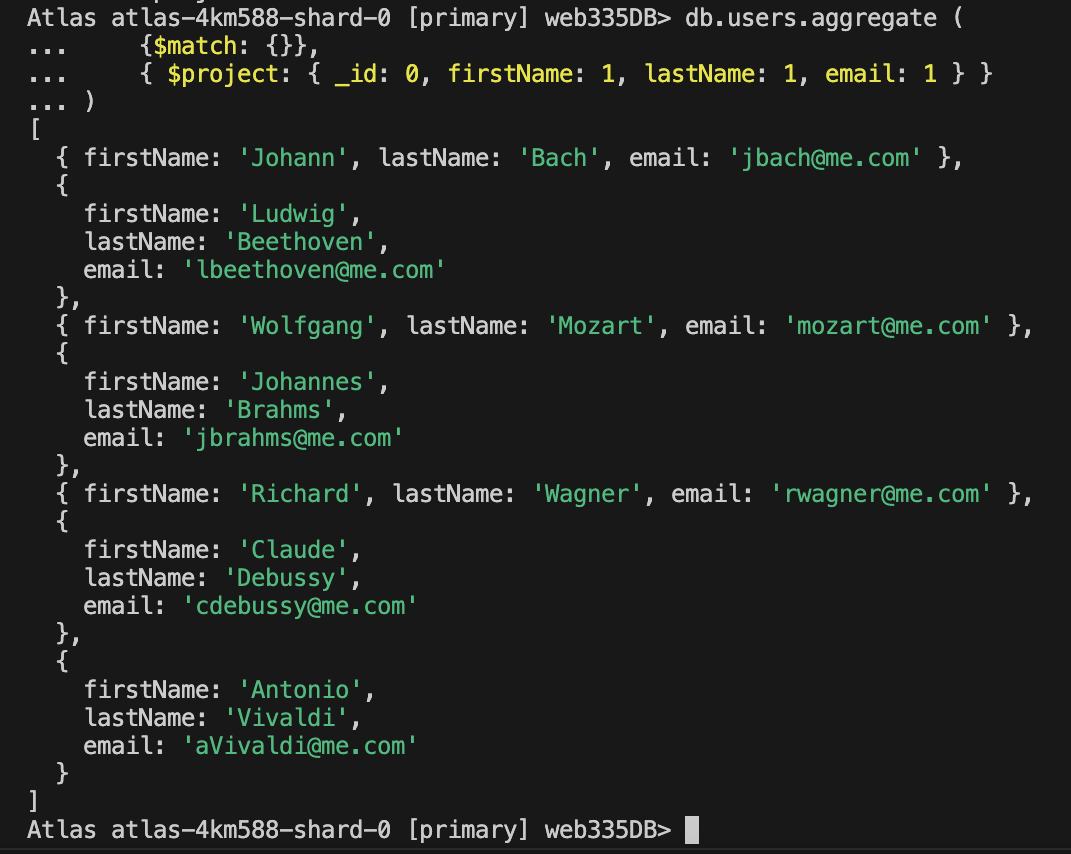 Atlas atlas-4km588-shard-0 [primary] web335DB> db.users.aggregate (
...     {$match: {}},
...     { $project: { _id: 0, firstName: 1, lastName: 1, email: 1 } }
... )
[
  { firstName: 'Johann', lastName: 'Bach', email: 'jbach@me.com' },
  {
    firstName: 'Ludwig',
    lastName: 'Beethoven',
    email: 'lbeethoven@me.com'
  },
  { firstName: 'Wolfgang', lastName: 'Mozart', email: 'mozart@me.com' },
  {
    firstName: 'Johannes',
    lastName: 'Brahms',
    email: 'jbrahms@me.com'
  },
  { firstName: 'Richard', lastName: 'Wagner', email: 'rwagner@me.com' },
  {
    firstName: 'Claude',
    lastName: 'Debussy',
    email: 'cdebussy@me.com'
  },
  {
    firstName: 'Antonio',
    lastName: 'Vivaldi',
    email: 'aVivaldi@me.com'
  }
]
Atlas atlas-4km588-shard-0 [primary] web335DB>